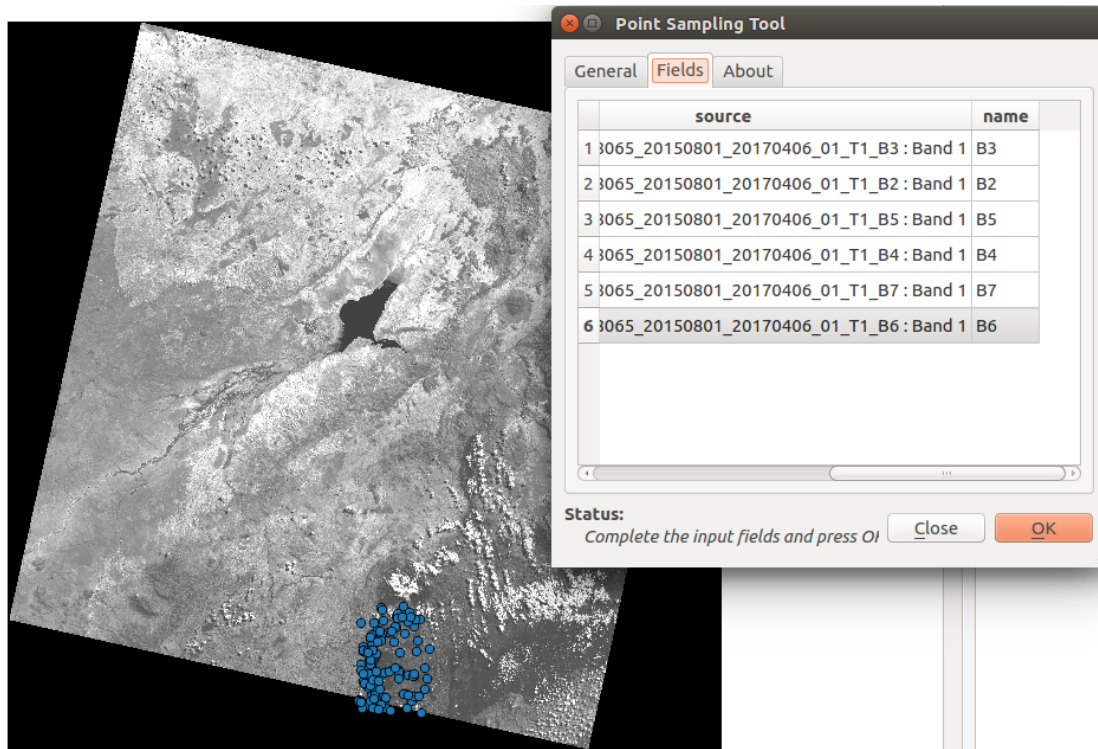 Point Sampling Tool
General Fields About
source name
1 3065_20150801_20170406_01_T1_B3 : Band 1 B3
2 3065_20150801_20170406_01_T1_B2 : Band 1 B2
3 3065_20150801_20170406_01_T1_B5 : Band 1 B5
4 3065_20150801_20170406_01_T1_B4 : Band 1 B4
5 3065_20150801_20170406_01_T1_B7 : Band 1 B7
6 3065_20150801_20170406_01_T1_B6 : Band 1 B6
Status:
Complete the input fields and press OK
Close OK